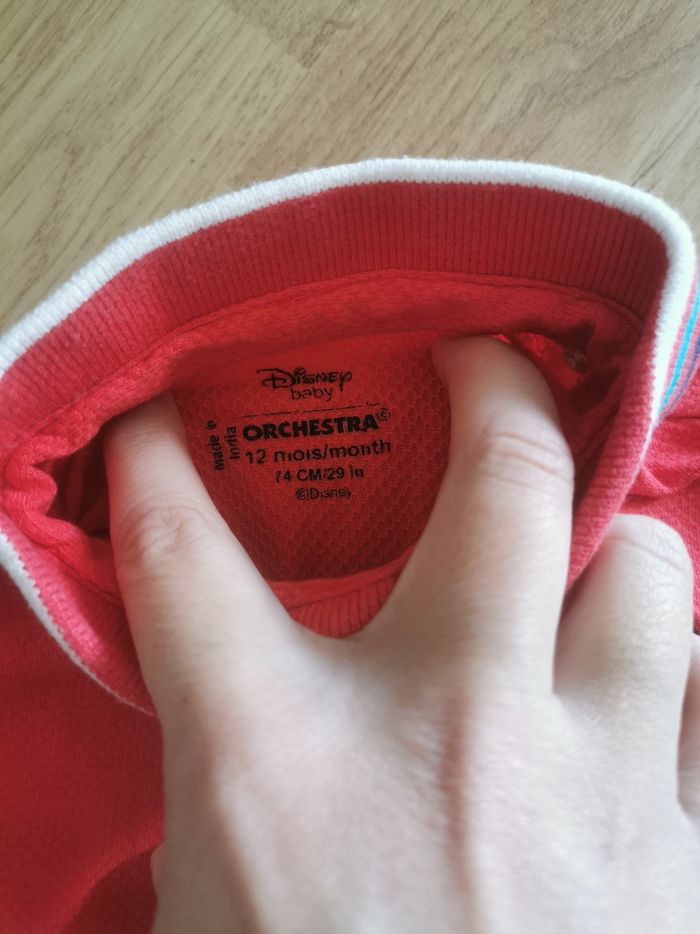 Disney
baby
ORCHESTRA©
Made in
India
12 mois/month
74 CM/29 in
©Disney